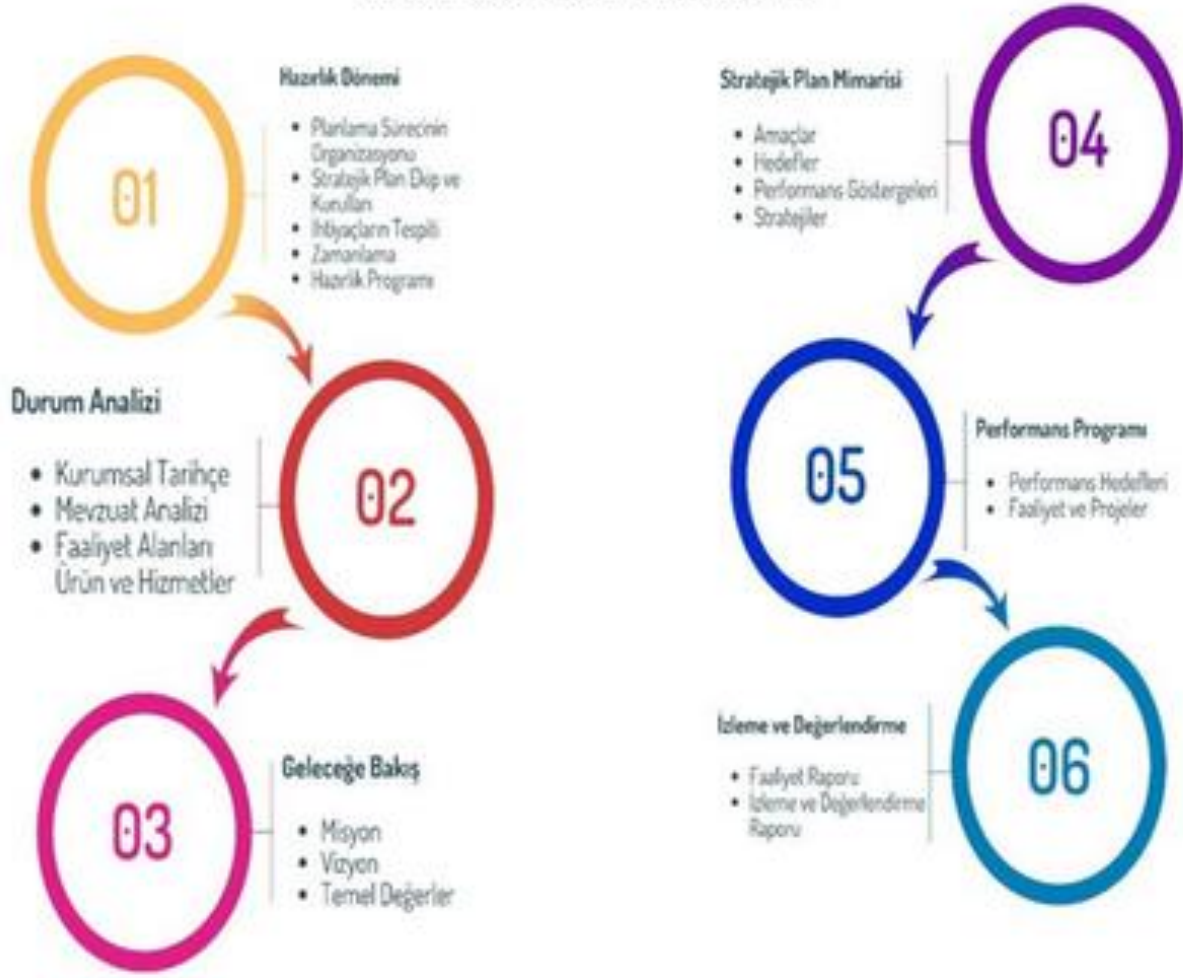 01
Hazırlık Dönemi
• Planlama Sürecinin
Organizasyonu
• Stratejik Plan Ekip ve
Kurulları
• İhtiyaçların Tespiti
• Zamanlama
• Hazırlık Programı
Durum Analizi
• Kurumsal Tarihçe
• Mevzuat Analizi
• Faaliyet Alanları
Ürün ve Hizmetler
02
03
Geleceğe Bakış
• Misyon
• Vizyon
• Temel Değerler
Stratejik Plan Mimarisi
• Amaçlar
• Hedefler
• Performans Göstergeleri
• Stratejiler
04
05
Performans Programı
• Performans Hedefleri
• Faaliyet ve Projeler
İzleme ve Değerlendirme
• Faaliyet Raporu
• İzleme ve Değerlendirme
Raporu
06